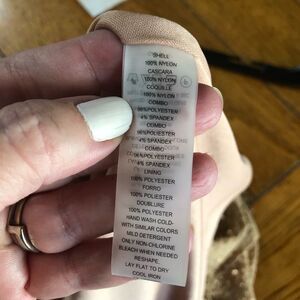 SHELL
100% NYLON
CASCARA
100% NYLON
COQUILLE
100% NYLON
COMBO
96%POLYESTER
4% SPANDEX
COMBO
96%POLIESTER
4% SPANDEX
COMBO
96%POLYESTER
4% SPANDEX
LINING
100% POLYESTER
FORRO
100% POLIESTER
DOUBLURE
100% POLYESTER
HAND WASH COLD-
WITH SIMILAR COLORS
MILD DETERGENT
ONLY NON-CHLORINE
BLEACH WHEN NEEDED
RESHAPE,
LAY FLAT TO DRY
COOL IRON